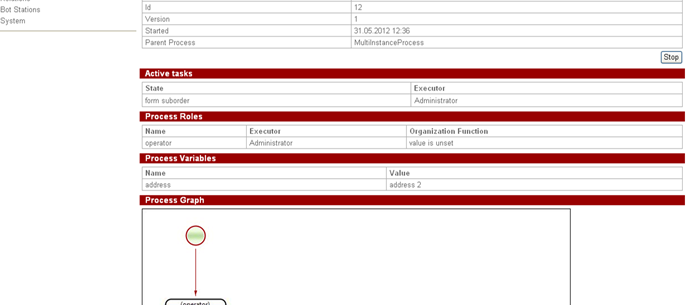 Bot Stations
System
Id 12
Version 1
Started 31.05.2012 12:36
Parent Process MultiInstanceProcess
Stop
Active tasks
State Executor
form suborder Administrator
Process Roles
Name Executor Organization Function
operator Administrator value is unset
Process Variables
Name Value
address address 2
Process Graph
(operator)